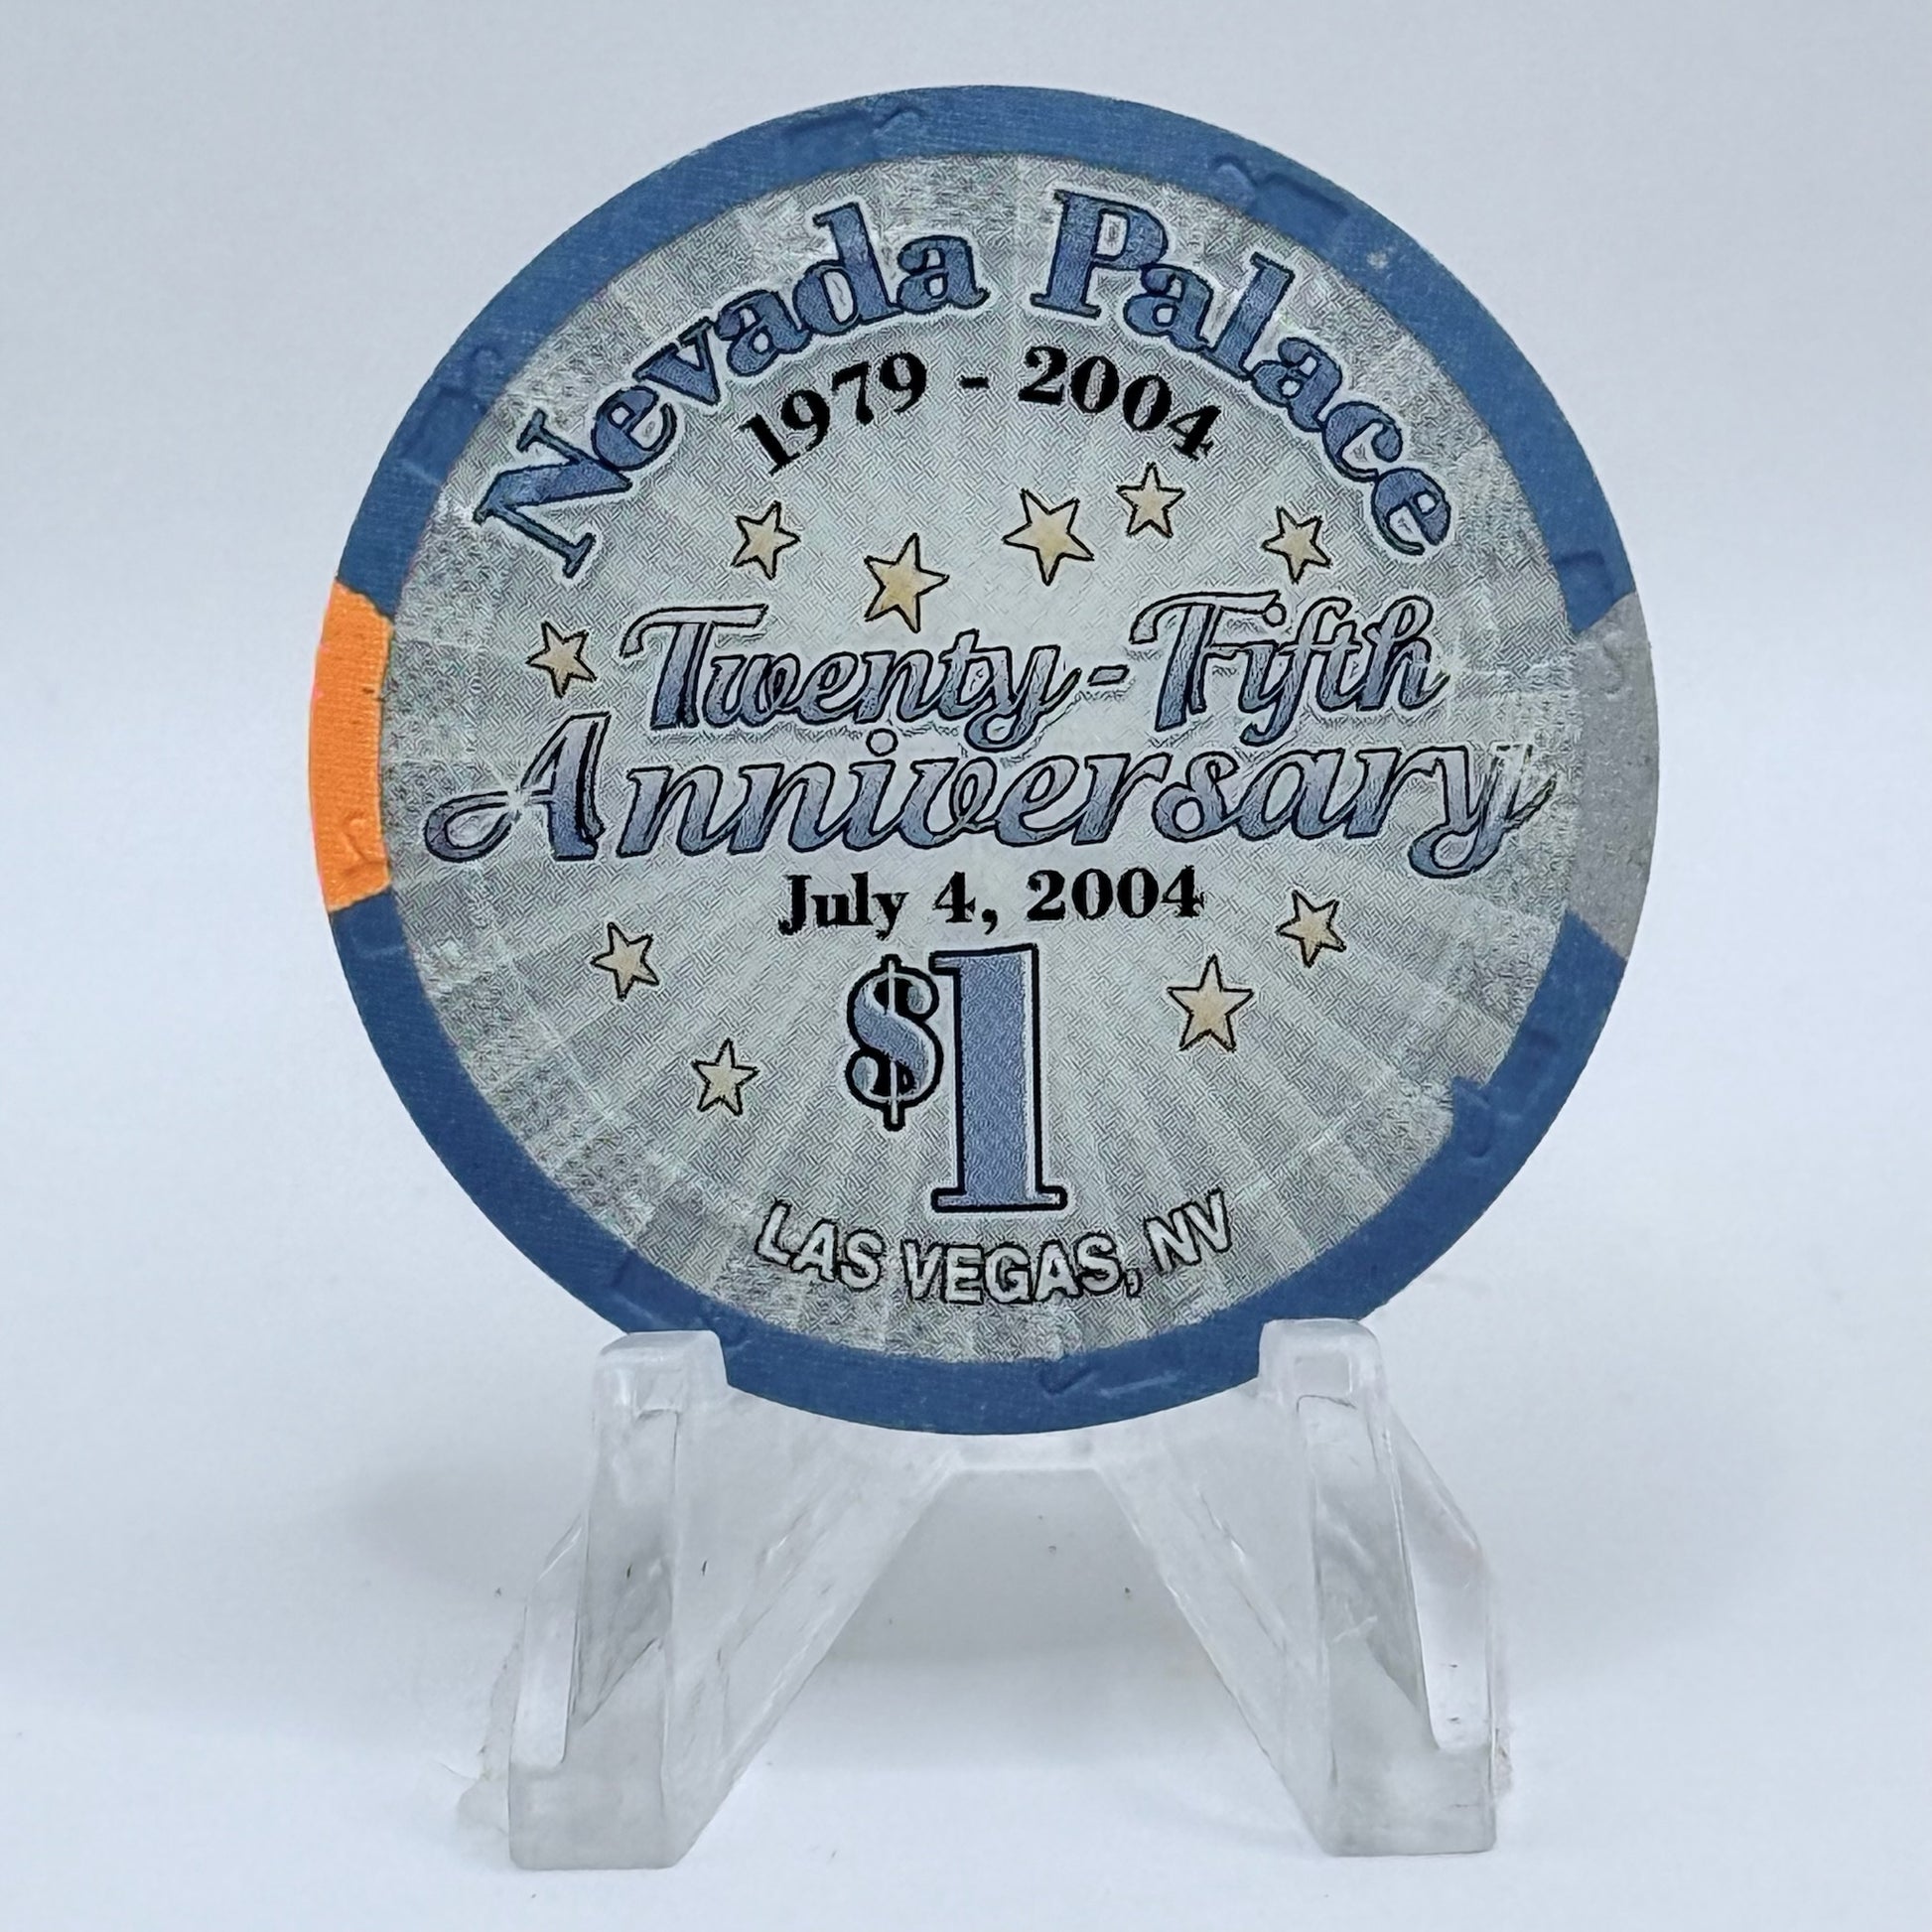 Nevada Palace
1979 - 2004
Twenty-Fifth
Anniversary
July 4, 2004
$1
LAS VEGAS, NV